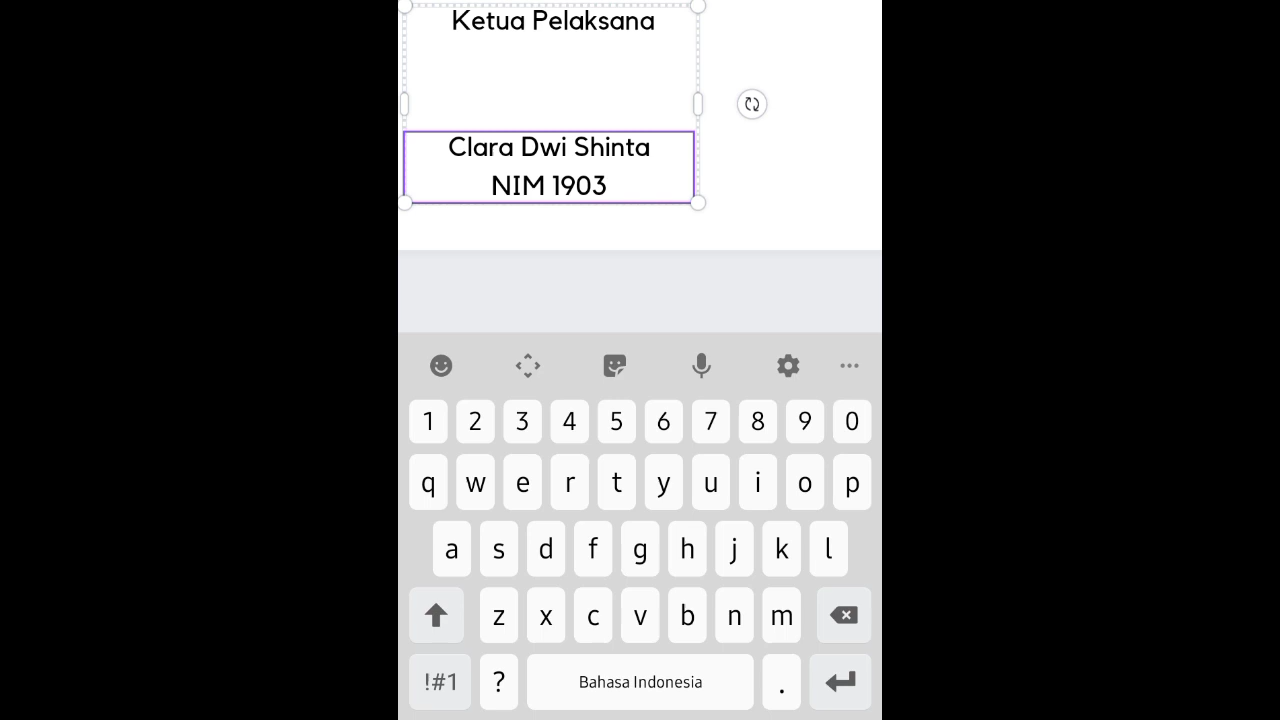 Ketua Pelaksana
Clara Dwi Shinta
NIM 1903
1 2 3 4 5 6 7 8 9 0
q w e r t y u i o p
a s d f g h j k l
z x c v b n m
!#1 ? Bahasa Indonesia .